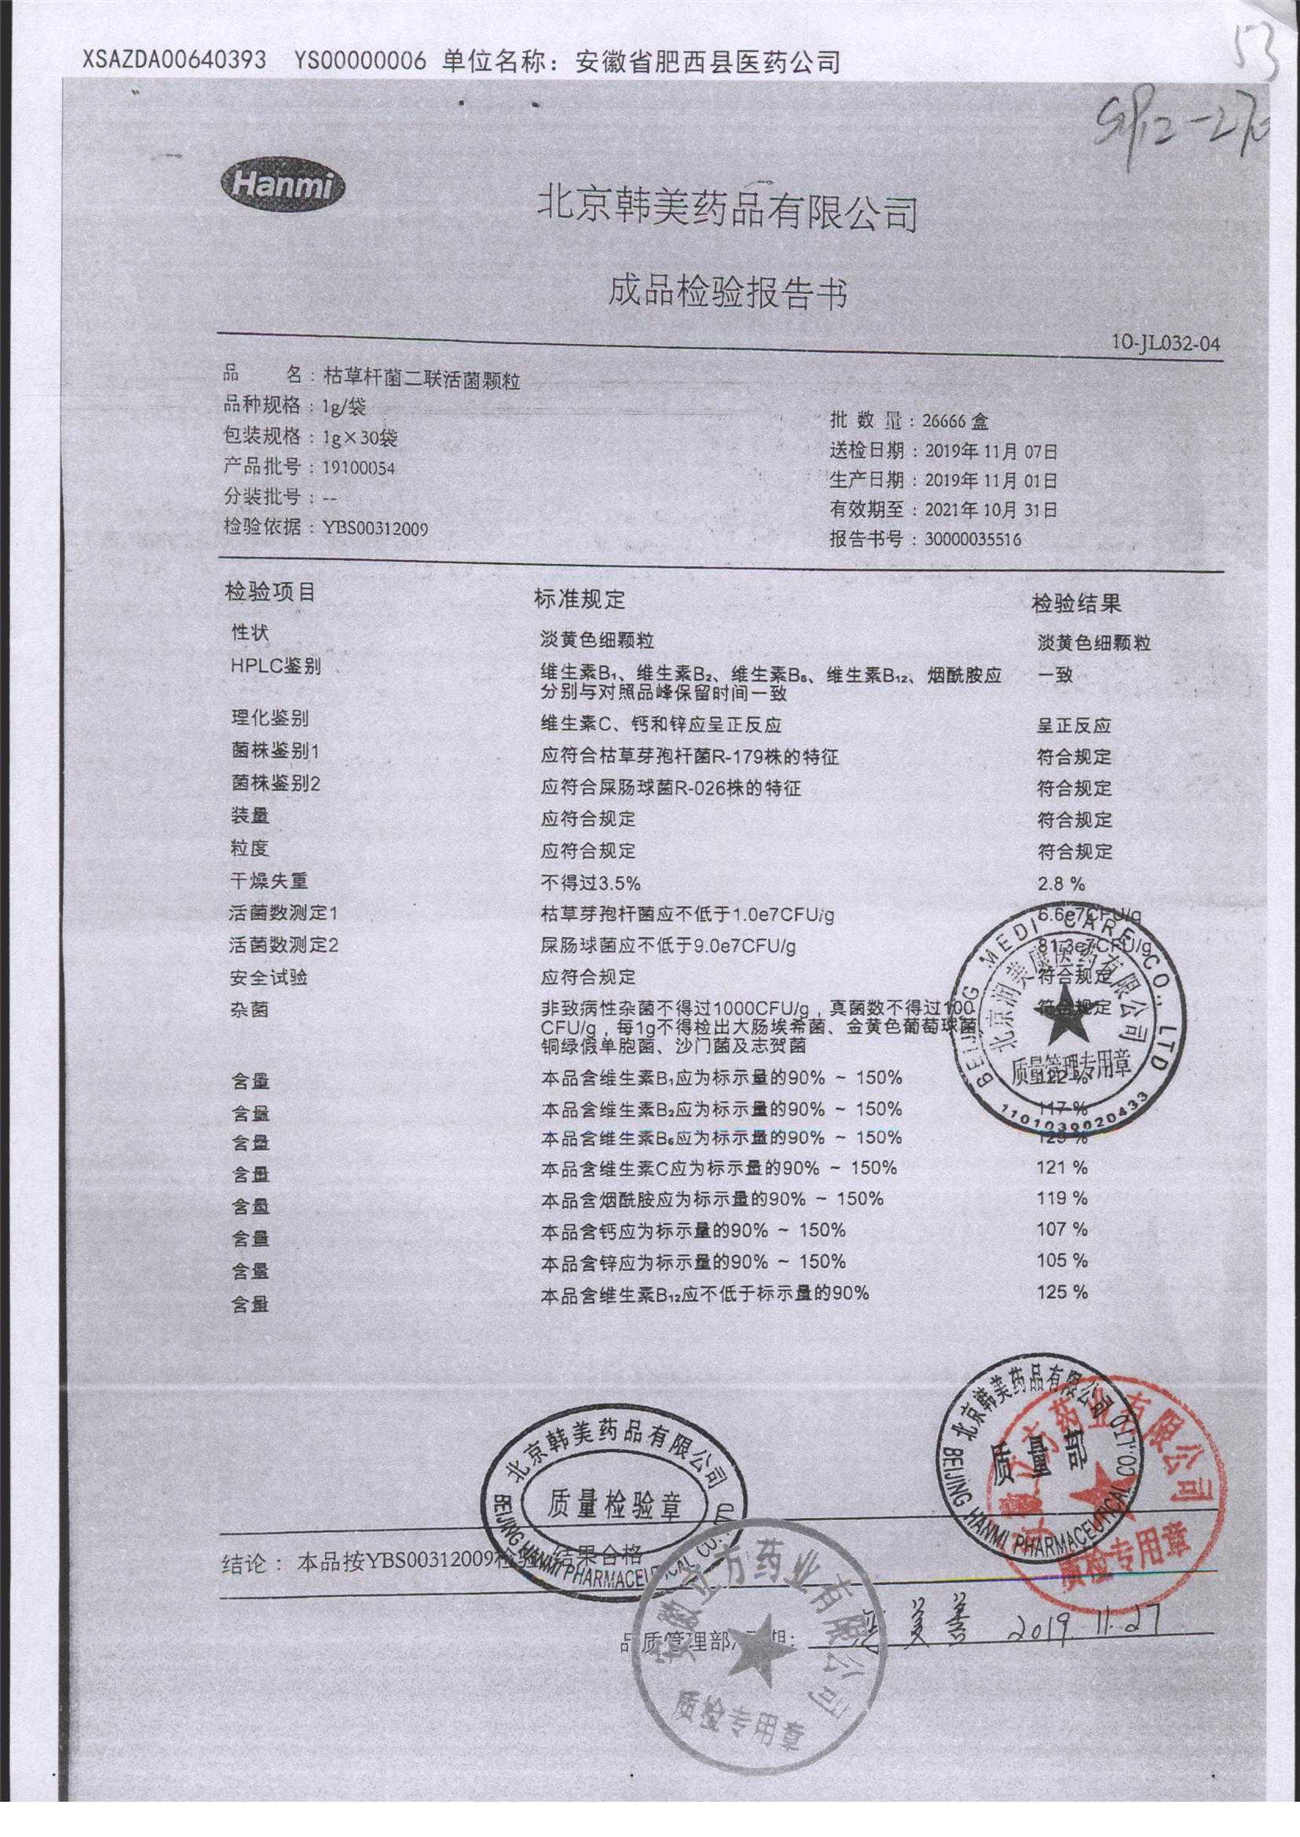 XSAZDA00640393 YS00000006 单位名称：安徽省肥西县医药公司
53
Hanmi
北京韩美药品有限公司
成品检验报告书
10-JL032-04
品 名：枯草杆菌二联活菌颗粒
品种规格：1g/袋
包装规格：1g×30袋
产品批号：19100054
分装批号：--
检验依据：YBS00312009
批 数 量：26666 盒
送检日期：2019年 11月 07日
生产日期：2019年 11月 01日
有效期至：2021年 10月 31日
报告书号：30000035516
检验项目 标准规定 检验结果
性状 淡黄色细颗粒 淡黄色细颗粒
HPLC鉴别 维生素B₁、维生素B₂、维生素B₆、维生素B₁₂、烟酰胺应 一致
分别与对照品峰保留时间一致
理化鉴别 维生素C、钙和锌应呈正反应 呈正反应
菌株鉴别1 应符合枯草芽孢杆菌R-179株的特征 符合规定
菌株鉴别2 应符合屎肠球菌R-026株的特征 符合规定
装量 应符合规定 符合规定
粒度 应符合规定 符合规定
干燥失重 不得过3.5% 2.8 %
活菌数测定1 枯草芽孢杆菌应不低于1.0e7CFU/g 6.6e7CFU/g
活菌数测定2 屎肠球菌应不低于9.0e7CFU/g 81.3e7CFU/g
安全试验 应符合规定 符合规定
杂菌 非致病性杂菌不得过1000CFU/g，真菌数不得过100 符合规定
CFU/g，每1g不得检出大肠埃希菌、金黄色葡萄球菌
铜绿假单胞菌、沙门菌及志贺菌
含量 本品含维生素B₁应为标示量的90% ~ 150% 122 %
含量 本品含维生素B₂应为标示量的90% ~ 150% 117 %
含量 本品含维生素B₆应为标示量的90% ~ 150%
含量 本品含维生素C应为标示量的90% ~ 150% 121 %
含量 本品含烟酰胺应为标示量的90% ~ 150% 119 %
含量 本品含钙应为标示量的90% ~ 150% 107 %
含量 本品含锌应为标示量的90% ~ 150% 105 %
含量 本品含维生素B₁₂应不低于标示量的90% 125 %
BEIJING MEDI CARE CO., LTD
北京润美康医药有限公司
质量管理专用章
1101030020433
北京韩美药品有限公司
质量检验章
BEIJING HANMI PHARMACEUTICAL CO.
北京韩美药品有限公司
质量部
BEIJING HANMI PHARMACEUTICAL CO.,LTD
药业有限公司
质检专用章
结论： 本品按YBS00312009检验，结果合格
品质管理部/日期： 美善 2019.11.27
安徽立方药业有限公司
质检专用章